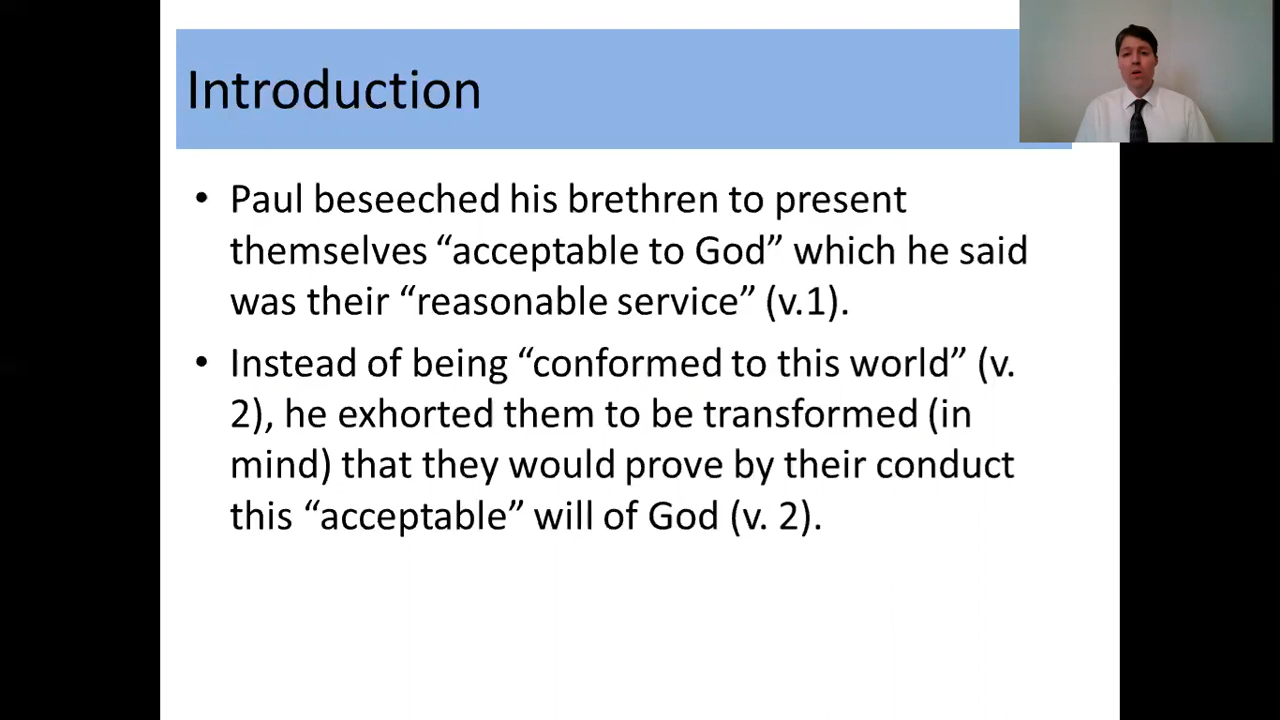 Introduction
• Paul beseeched his brethren to present
themselves “acceptable to God” which he said
was their “reasonable service” (v.1).
• Instead of being “conformed to this world” (v.
2), he exhorted them to be transformed (in
mind) that they would prove by their conduct
this “acceptable” will of God (v. 2).